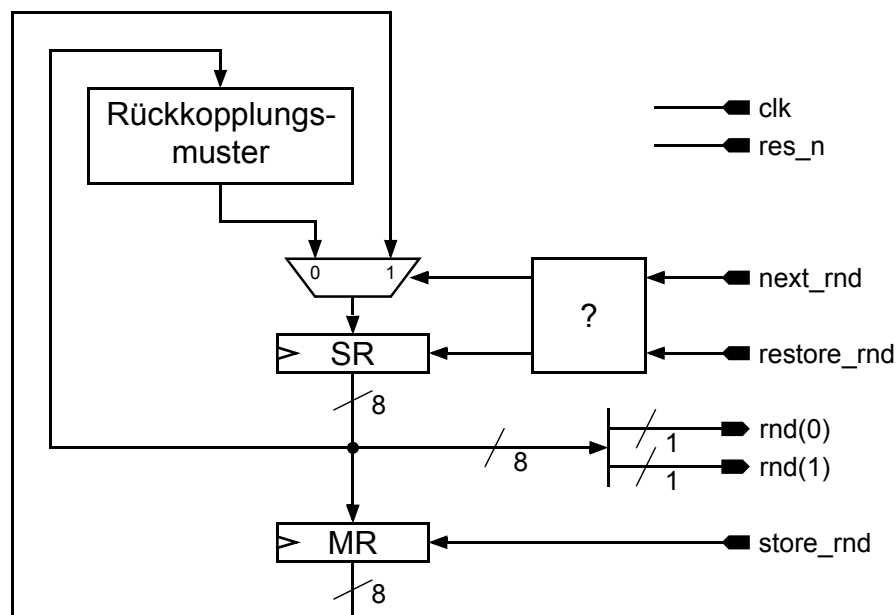 Rückkopplungs-
muster
clk
res_n
0 1
next_rnd
?
SR
restore_rnd
8
rnd(0)
8
1
rnd(1)
1
MR
store_rnd
8